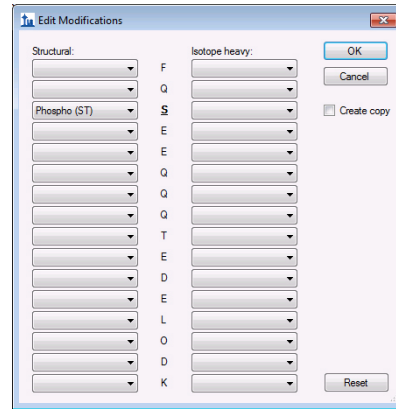 Edit Modifications
Structural: Isotope heavy: OK
F
Cancel
Q
Phospho (ST) S Create copy
E
E
Q
Q
Q
T
E
D
E
L
O
D
K Reset